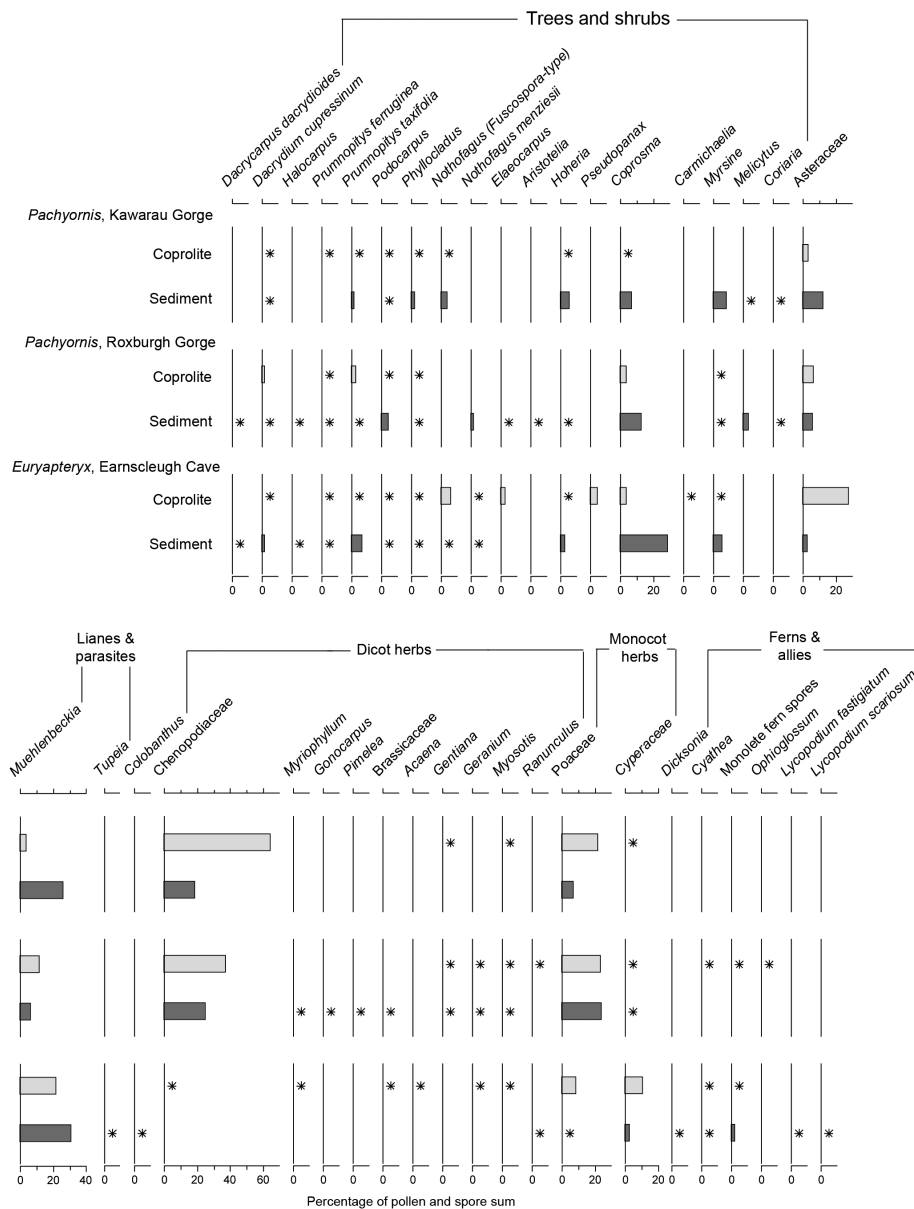 Trees and shrubs
Dacrycarpus dacrydioides
Dacrydium cupressinum
Halocarpus
Prumnopitys ferruginea
Prumnopitys taxifolia
Podocarpus
Phyllocladus
Nothofagus (Fuscospora-type)
Nothofagus menziesii
Elaeocarpus
Aristotelia
Hoheria
Pseudopanax
Coprosma
Carmichaelia
Myrsine
Melicytus
Coriaria
Asteraceae
Pachyornis, Kawarau Gorge
Coprolite
* * * * * * * *
Sediment
* * * *
Pachyornis, Roxburgh Gorge
Coprolite
* * * *
Sediment
* * * * * * * * * * *
Euryapteryx, Earnscleugh Cave
Coprolite
* * * * * * * * *
Sediment
* * * * * * *
0 0 0 0 0 0 0 0 0 0 0 0 0 0 20 0 0 0 0 0 20
Lianes &
parasites
Dicot herbs
Monocot
herbs
Ferns &
allies
Muehlenbeckia
Tupeia
Colobanthus
Chenopodiaceae
Myriophyllum
Gonocarpus
Pimelea
Brassicaceae
Acaena
Gentiana
Geranium
Myosotis
Ranunculus
Poaceae
Cyperaceae
Dicksonia
Cyathea
Monolete fern spores
Ophioglossum
Lycopodium fastigiatum
Lycopodium scariosum
* * *
* * * * * * * *
* * * * * * * *
* * * * * * * *
* * * * * * * *
0 20 40 0 0 0 20 40 60 0 0 0 0 0 0 0 0 0 0 20 0 20 0 0 0 0 0 0
Percentage of pollen and spore sum